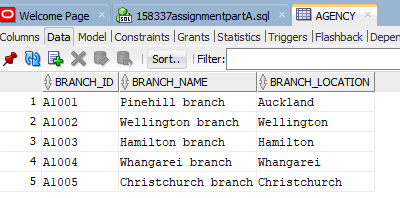 Welcome Page 158337assignmentpartA.sql AGENCY
Columns Data Model Constraints Grants Statistics Triggers Flashback Depen
Sort.. Filter:
BRANCH_ID BRANCH_NAME BRANCH_LOCATION
1 A1001 Pinehill branch Auckland
2 A1002 Wellington branch Wellington
3 A1003 Hamilton branch Hamilton
4 A1004 Whangarei branch Whangarei
5 A1005 Christchurch branch Christchurch